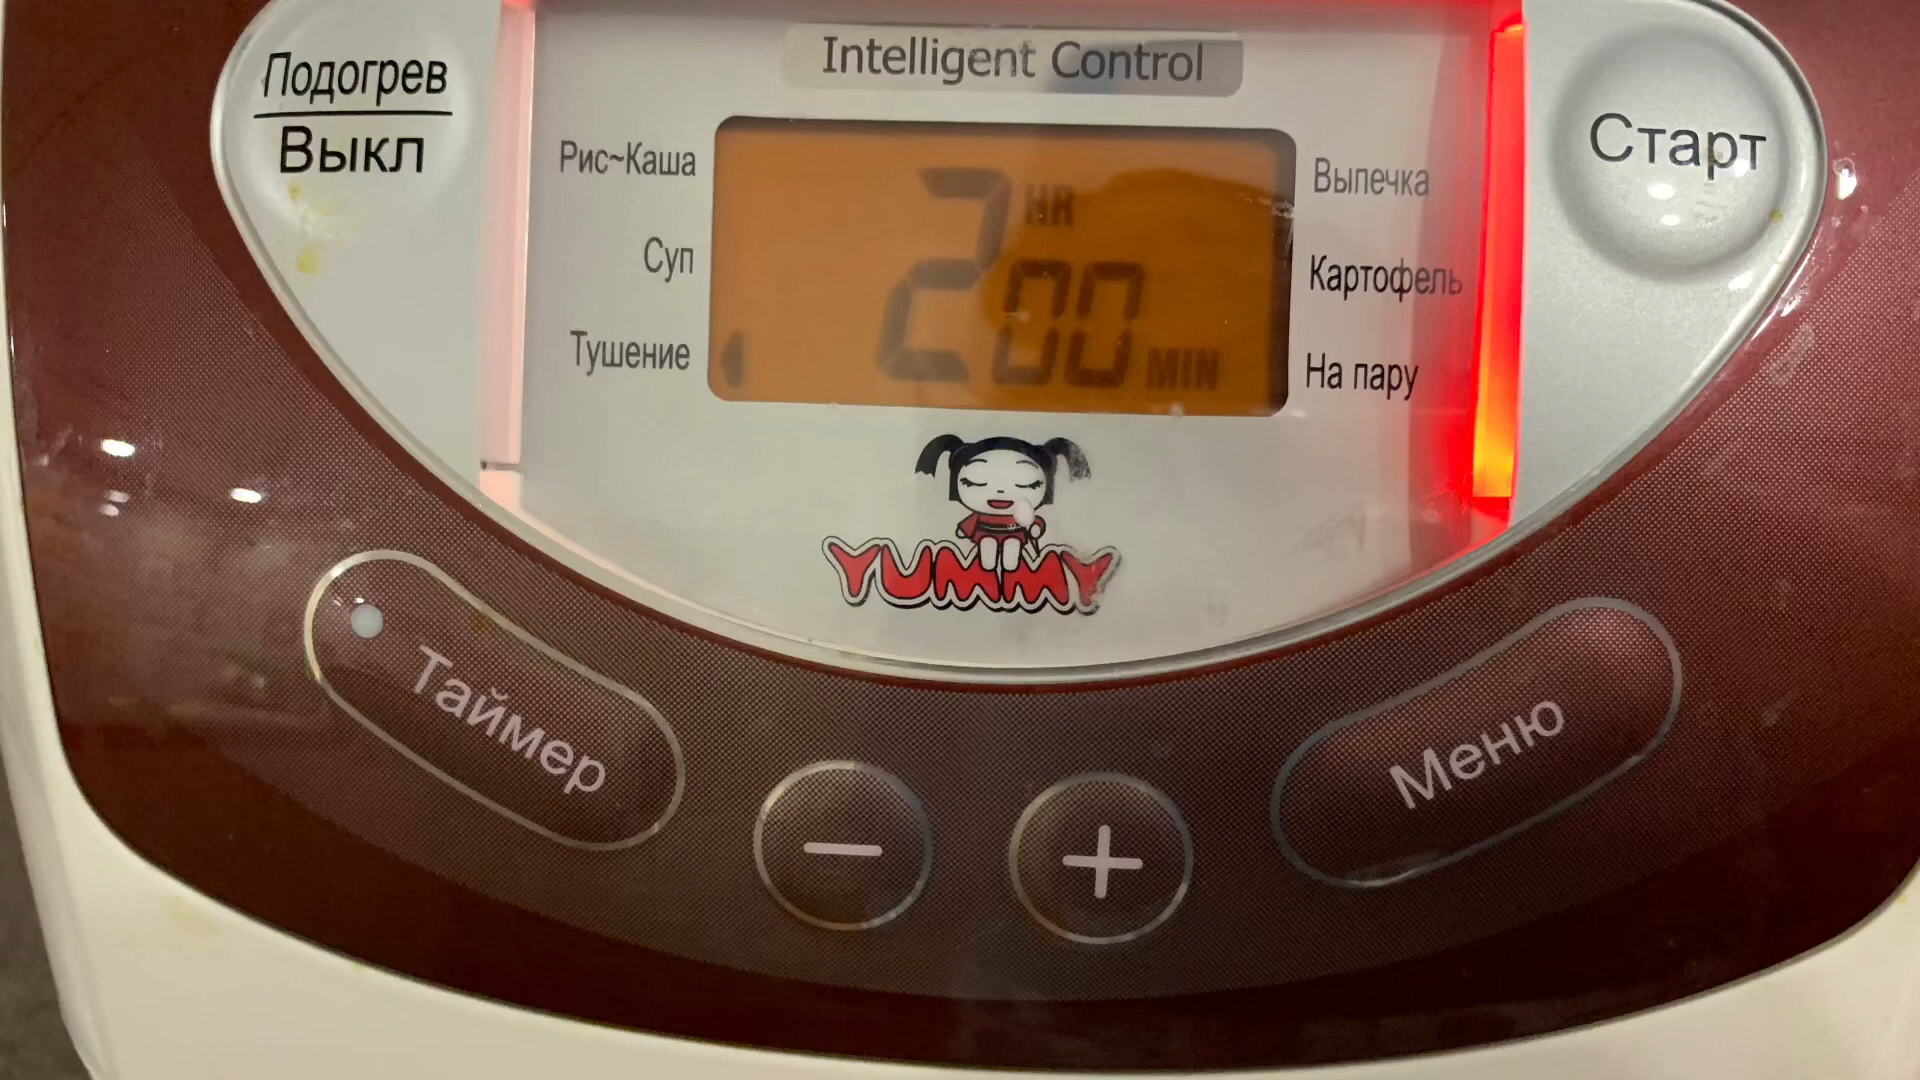 Подогрев
Выкл
Intelligent Control
Старт
Рис~Каша
Суп
Тушение
2 HR
00 MIN
Выпечка
Картофель
На пару
YUMMY
Таймер
−
+
Меню